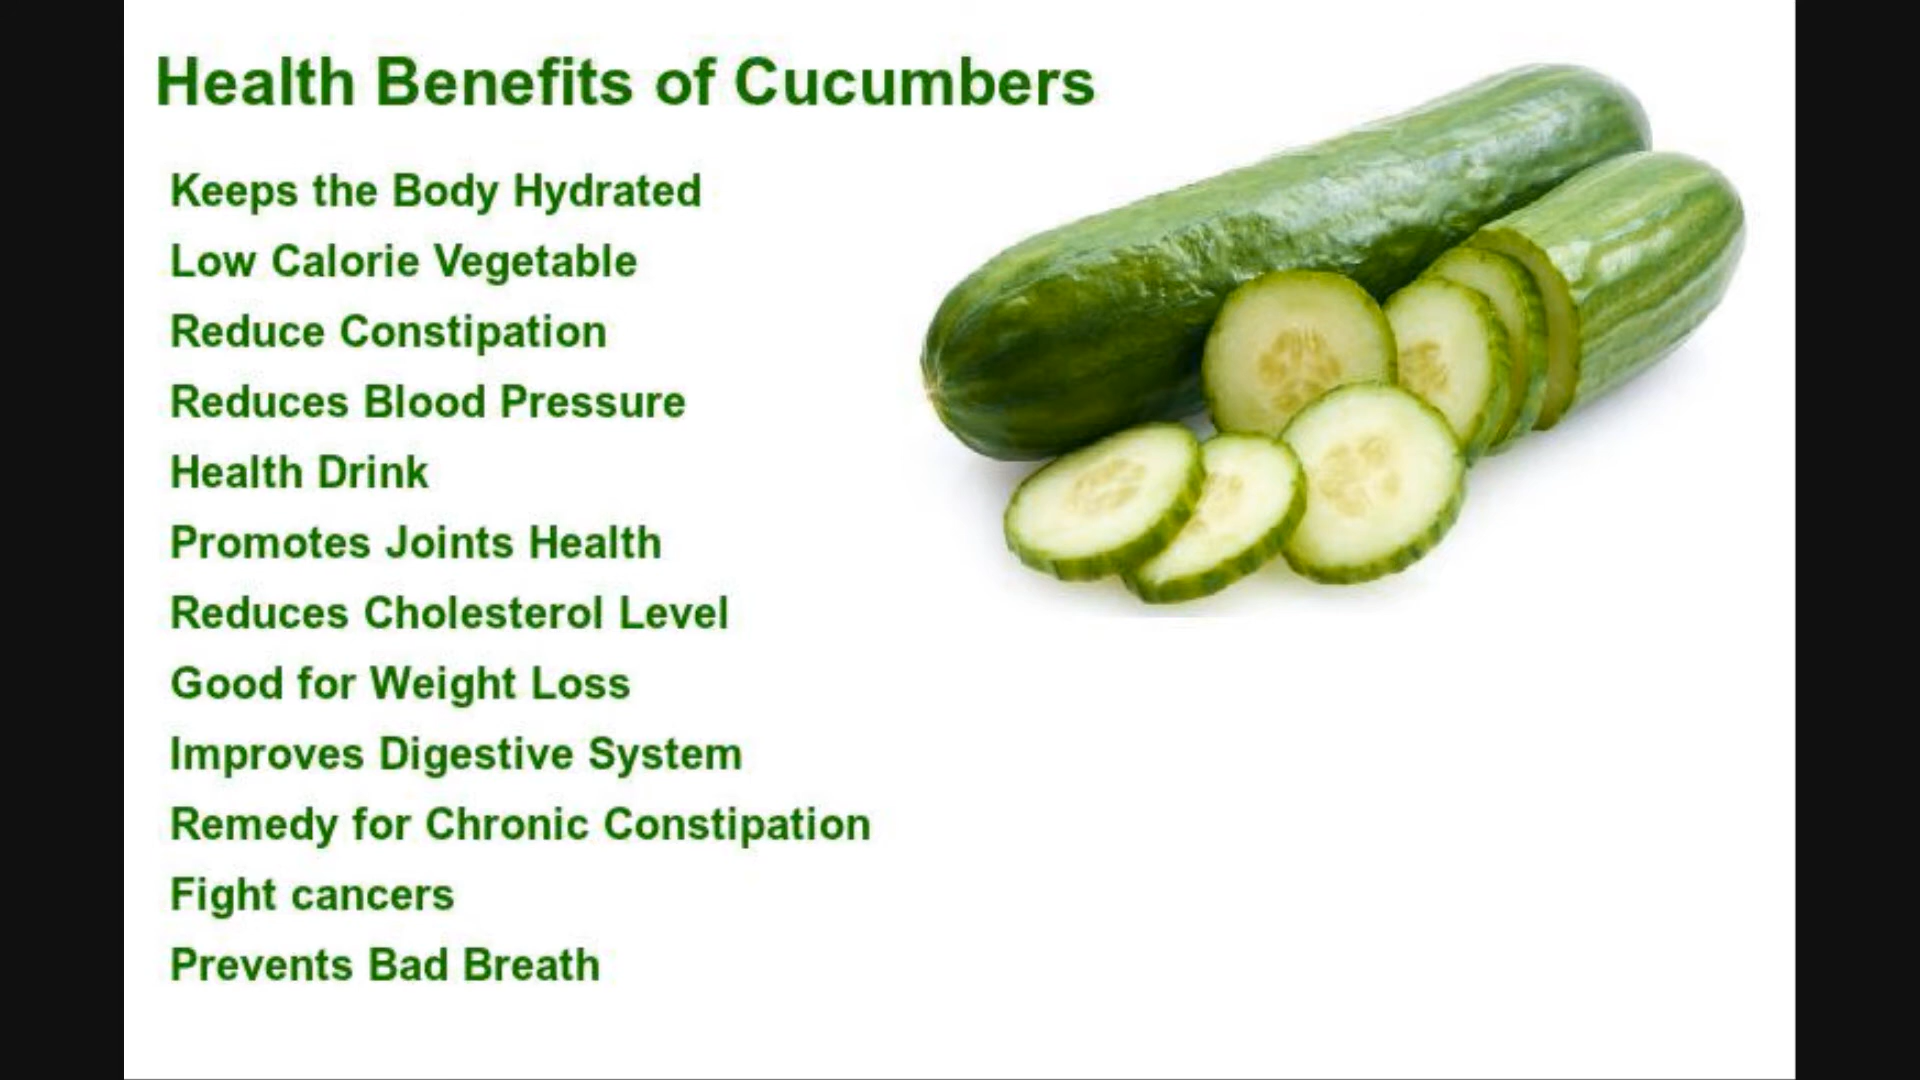 Health Benefits of Cucumbers
Keeps the Body Hydrated
Low Calorie Vegetable
Reduce Constipation
Reduces Blood Pressure
Health Drink
Promotes Joints Health
Reduces Cholesterol Level
Good for Weight Loss
Improves Digestive System
Remedy for Chronic Constipation
Fight cancers
Prevents Bad Breath